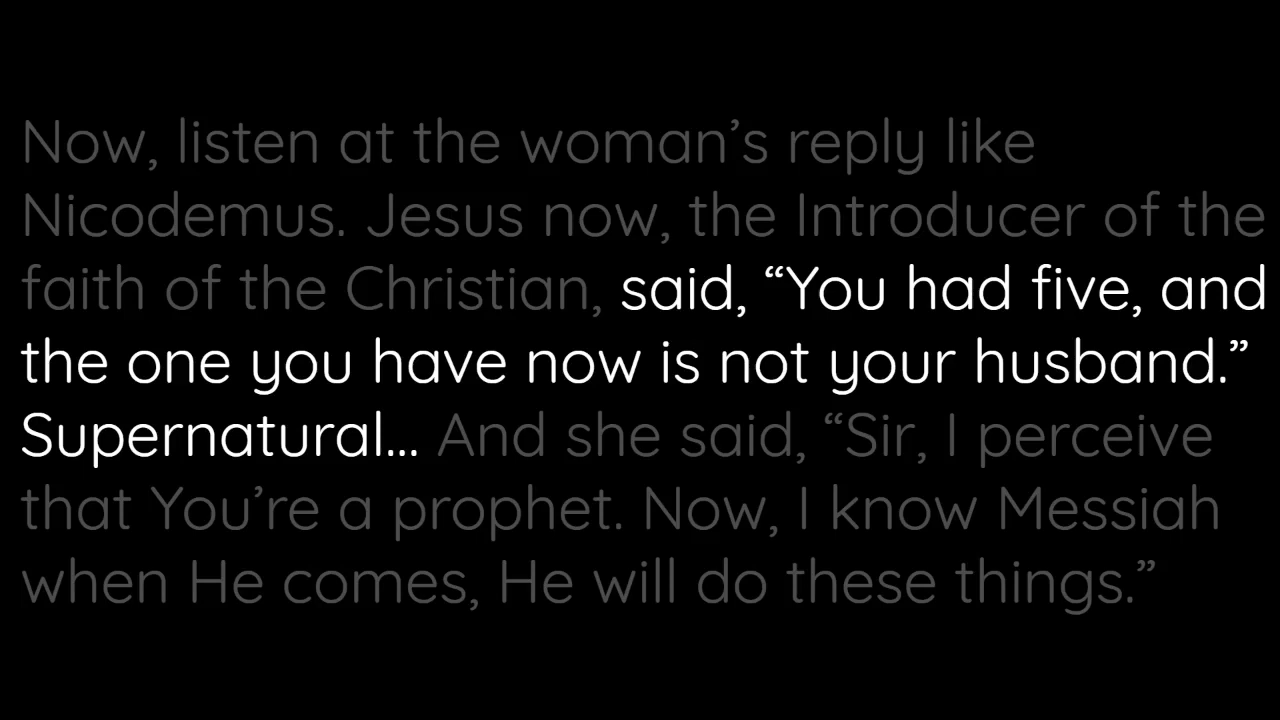 Now, listen at the woman’s reply like
Nicodemus. Jesus now, the Introducer of the
faith of the Christian, said, “You had five, and
the one you have now is not your husband.”
Supernatural... And she said, “Sir, I perceive
that You’re a prophet. Now, I know Messiah
when He comes, He will do these things.”